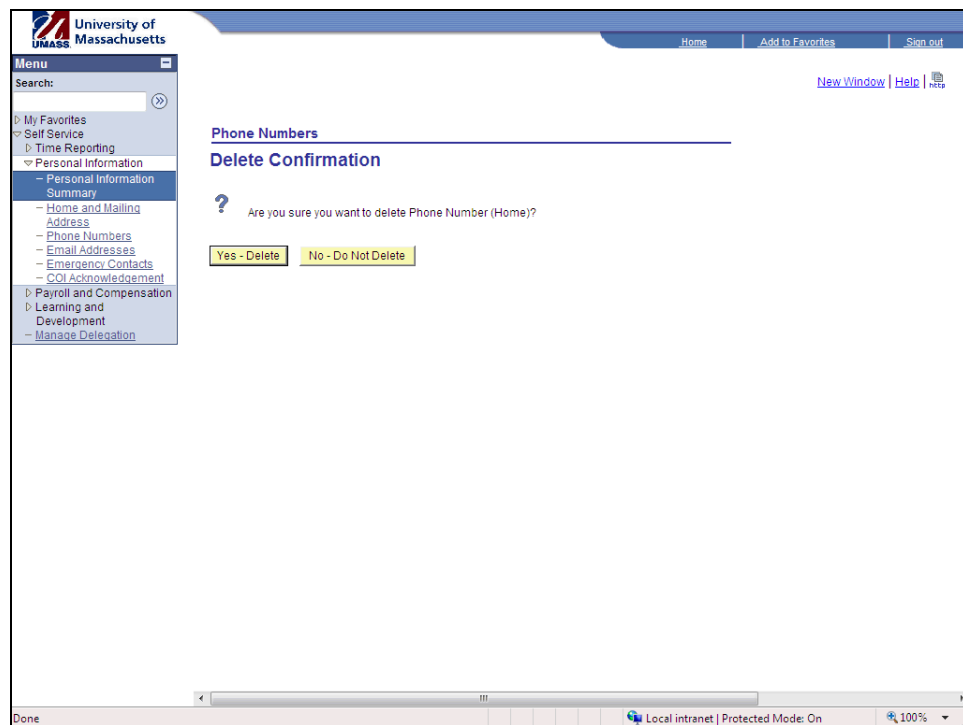 University of
Massachusetts
UMASS
Home
Add to Favorites
Sign out
Menu
Search:
New Window | Help | http
My Favorites
Self Service
Time Reporting
Personal Information
– Personal Information
Summary
– Home and Mailing
Address
– Phone Numbers
– Email Addresses
– Emergency Contacts
– COI Acknowledgement
Payroll and Compensation
Learning and
Development
– Manage Delegation
Phone Numbers
Delete Confirmation
? Are you sure you want to delete Phone Number (Home)?
Yes - Delete
No - Do Not Delete
Done
Local intranet | Protected Mode: On
100%